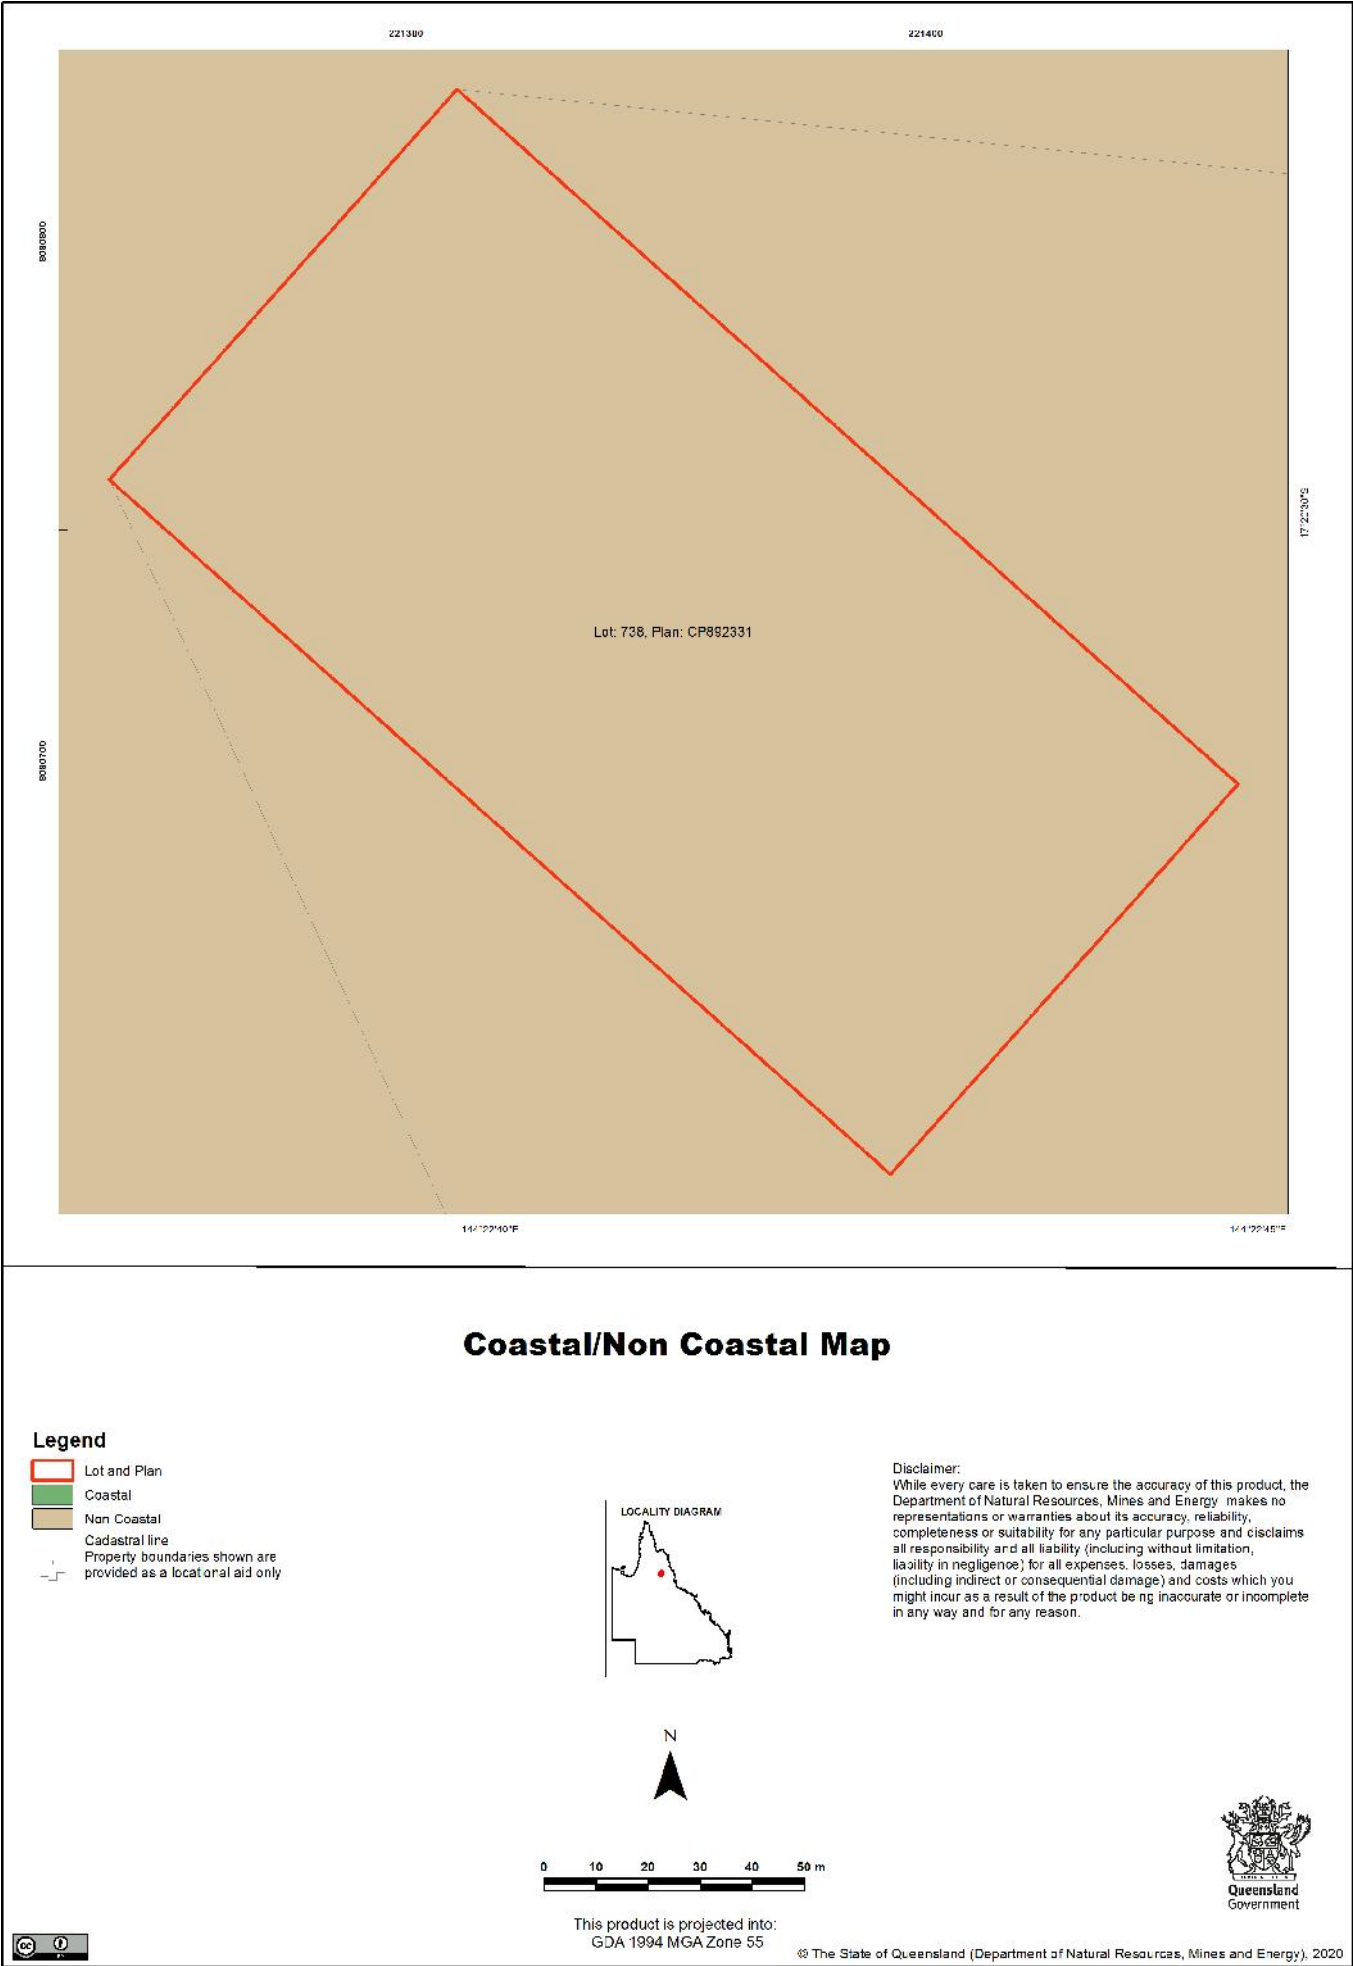 221300
221400
8080800
17°20'30"S
Lot: 738, Plan: CP892331
8080700
144°22'40"E
144°22'45"E
Coastal/Non Coastal Map
Legend
Lot and Plan
Coastal
Non Coastal
Cadastral line
Property boundaries shown are
provided as a locational aid only
LOCALITY DIAGRAM
Disclaimer:
While every care is taken to ensure the accuracy of this product, the
Department of Natural Resources, Mines and Energy makes no
representations or warranties about its accuracy, reliability,
completeness or suitability for any particular purpose and disclaims
all responsibility and all liability (including without limitation,
liability in negligence) for all expenses, losses, damages
(including indirect or consequential damage) and costs which you
might incur as a result of the product being inaccurate or incomplete
in any way and for any reason.
N
0 10 20 30 40 50 m
This product is projected into:
GDA 1994 MGA Zone 55
Queensland
Government
cc
© The State of Queensland (Department of Natural Resources, Mines and Energy), 2020